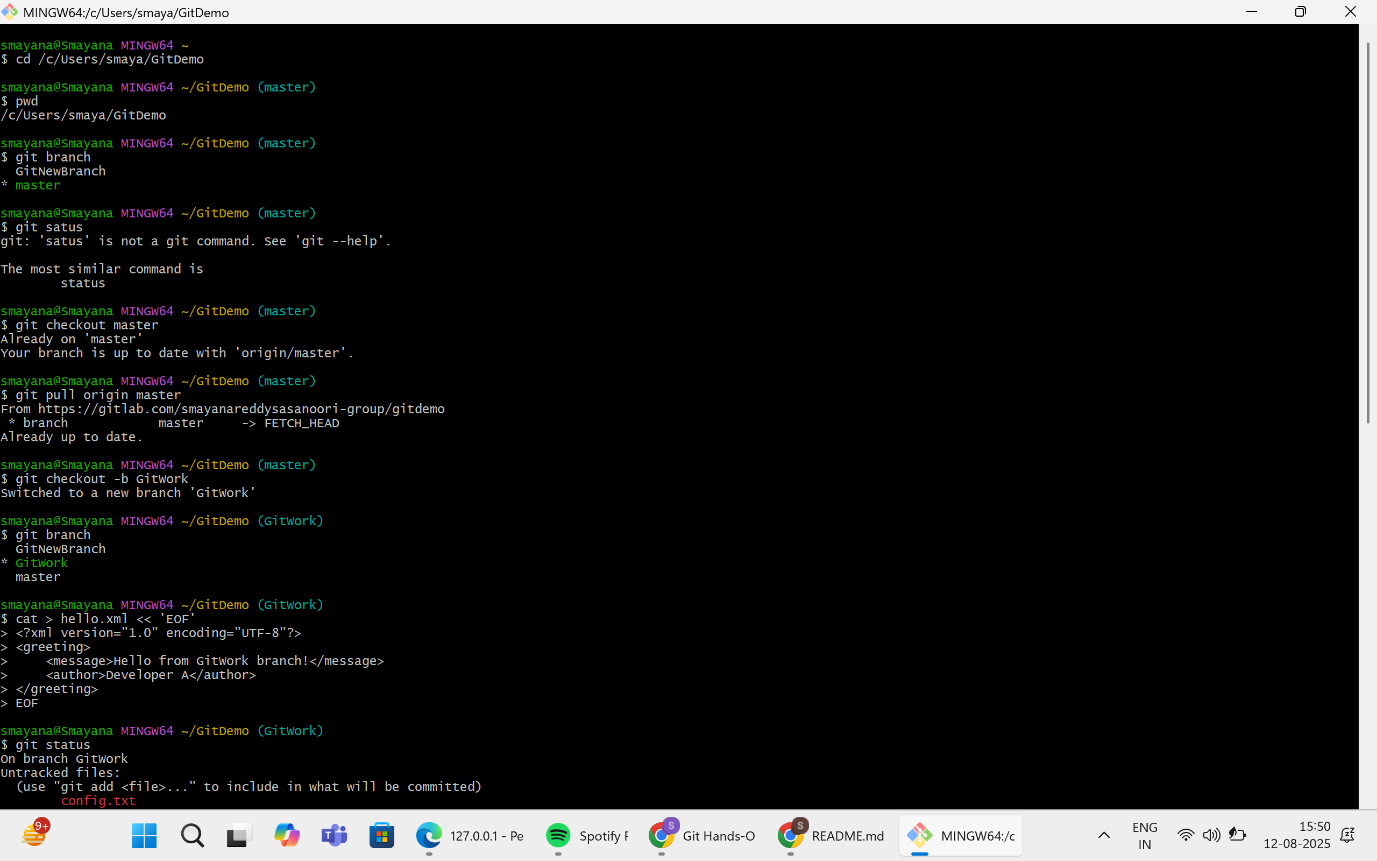 MINGW64:/c/Users/smaya/GitDemo
smayana@Smayana MINGW64 ~
$ cd /c/Users/smaya/GitDemo
smayana@Smayana MINGW64 ~/GitDemo (master)
$ pwd
/c/Users/smaya/GitDemo
smayana@Smayana MINGW64 ~/GitDemo (master)
$ git branch
  GitNewBranch
* master
smayana@Smayana MINGW64 ~/GitDemo (master)
$ git satus
git: 'satus' is not a git command. See 'git --help'.
The most similar command is
        status
smayana@Smayana MINGW64 ~/GitDemo (master)
$ git checkout master
Already on 'master'
Your branch is up to date with 'origin/master'.
smayana@Smayana MINGW64 ~/GitDemo (master)
$ git pull origin master
From https://gitlab.com/smayanareddysasanoori-group/gitdemo
 * branch            master     -> FETCH_HEAD
Already up to date.
smayana@Smayana MINGW64 ~/GitDemo (master)
$ git checkout -b GitWork
Switched to a new branch 'GitWork'
smayana@Smayana MINGW64 ~/GitDemo (GitWork)
$ git branch
  GitNewBranch
* GitWork
  master
smayana@Smayana MINGW64 ~/GitDemo (GitWork)
$ cat > hello.xml << 'EOF'
> <?xml version="1.0" encoding="UTF-8"?>
> <greeting>
>     <message>Hello from GitWork branch!</message>
>     <author>Developer A</author>
> </greeting>
> EOF
smayana@Smayana MINGW64 ~/GitDemo (GitWork)
$ git status
On branch GitWork
Untracked files:
  (use "git add <file>..." to include in what will be committed)
        config.txt
9+
127.0.0.1 - Pe
Spotify F
S
Git Hands-O
S
README.md
MINGW64:/c
ENG
IN
15:50
12-08-2025